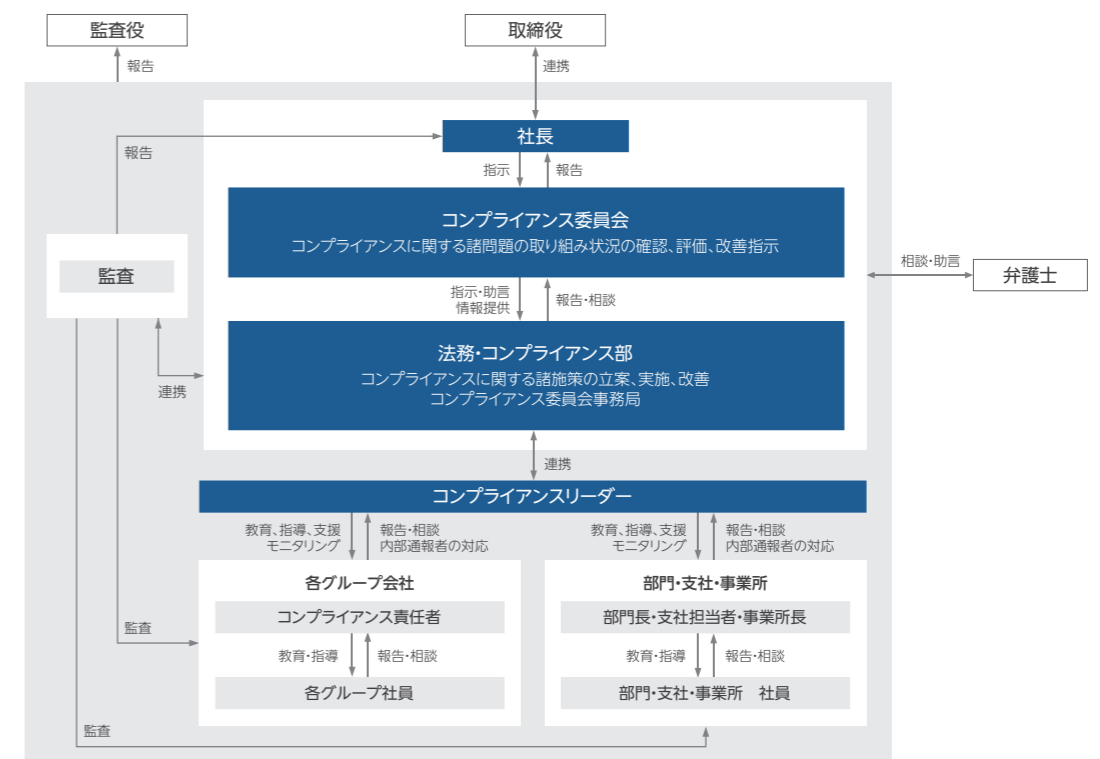 監査役
取締役
報告
連携
社長
報告
指示
報告
コンプライアンス委員会
コンプライアンスに関する諸問題の取り組み状況の確認、評価、改善指示
監査
相談・助言
弁護士
指示・助言
情報提供
報告・相談
法務・コンプライアンス部
コンプライアンスに関する諸施策の立案、実施、改善
コンプライアンス委員会事務局
連携
連携
コンプライアンスリーダー
教育、指導、支援
モニタリング
報告・相談
内部通報者の対応
教育、指導、支援
モニタリング
報告・相談
内部通報者の対応
各グループ会社
コンプライアンス責任者
教育・指導
報告・相談
各グループ社員
部門・支社・事業所
部門長・支社担当者・事業所長
教育・指導
報告・相談
部門・支社・事業所　社員
監査
監査